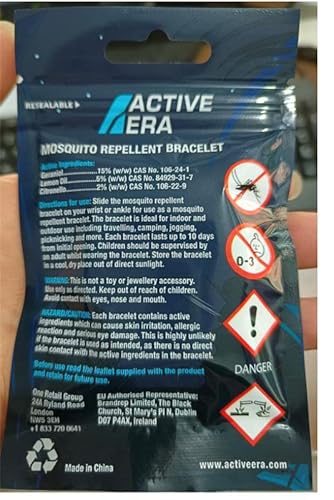 RESEALABLE
ACTIVE
ERA
MOSQUITO REPELLENT BRACELET
Active Ingredients:
Geraniol.................15% (w/w) CAS No. 106-24-1
Lemon Oil...............5% (w/w) CAS No. 84929-31-7
Citronello................2% (w/w) CAS No. 106-22-9
Directions for use: Slide the mosquito repellent
bracelet on your wrist or ankle for use as a mosquito
repellent bracelet. The bracelet is ideal for indoor and
outdoor use including travelling, camping, jogging,
picknicking and more. Each bracelet lasts up to 10 days
from initial opening. Children should be supervised by
an adult whilst wearing the bracelet. Store the bracelet
in a cool, dry place out of direct sunlight.
0-3
WARNING: This is not a toy or jewellery accessory.
Use only as directed. Keep out of reach of children.
Avoid contact with eyes, nose and mouth.
HAZARD/CAUTION: Each bracelet contains active
ingredients which can cause skin irritation, allergic
reaction and serious eye damage. This is highly unlikely
if the bracelet is used as intended, as there is no direct
skin contact with the active ingredients in the bracelet.
DANGER
Before use read the leaflet supplied with the product
and retain for future use.
One Retail Group
24A Ryland Road
London
NW5 3EH
+1 833 720 0641
EU Authorised Representative:
Brandrep Limited, The Black
Church, St Mary's Pl N, Dublin
D07 P4AX, Ireland
Made in China
www.activeera.com